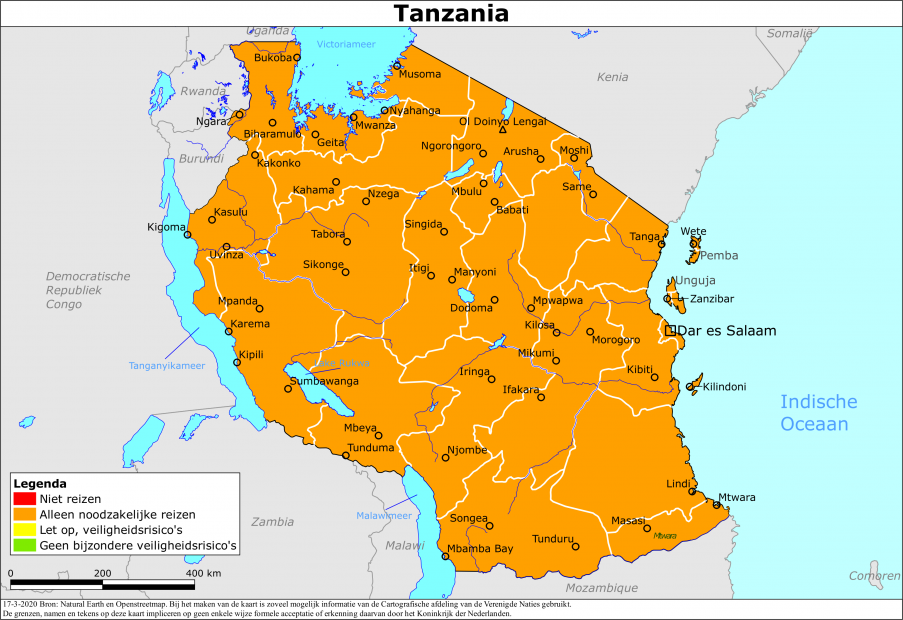 Tanzania
Uganda
Somalië
Victoriameer
Bukoba
Musoma
Kenia
Rwanda
Nyahanga
Ngaraz
Mwanza
Ol Doinyo Lengai
Biharamulo
Geita
Ngorongoro
Arusha
Moshi
Burundi
Kakonko
Kahama
Nzega
Mbulu
Same
Babati
Kasulu
Kigoma
Singida
Tabora
Tanga
Wete
Uvinza
Pemba
Sikonge
Itigi
Manyoni
Democratische
Republiek
Congo
Unguja
Mpanda
Dodoma
Mpwapwa
Zanzibar
Karema
Kilosa
Morogoro
Dar es Salaam
Kipili
Mikumi
Tanganyikameer
Lake Rukwa
Sumbawanga
Iringa
Kibiti
Ifakara
Kilindoni
Indische
Oceaan
Mbeya
Tunduma
Njombe
Legenda
Niet reizen
Alleen noodzakelijke reizen
Let op, veiligheidsrisico's
Geen bijzondere veiligheidsrisico's
Lindi
Mtwara
Malawimeer
Zambia
Songea
Masasi
Mtwara
Malawi
Mbamba Bay
Tunduru
Mozambique
Comoren
0 200 400 km
17-3-2020 Bron: Natural Earth en Openstreetmap. Bij het maken van de kaart is zoveel mogelijk informatie van de Cartografische afdeling van de Verenigde Naties gebruikt.
De grenzen, namen en tekens op deze kaart impliceren op geen enkele wijze formele acceptatie of erkenning daarvan door het Koninkrijk der Nederlanden.